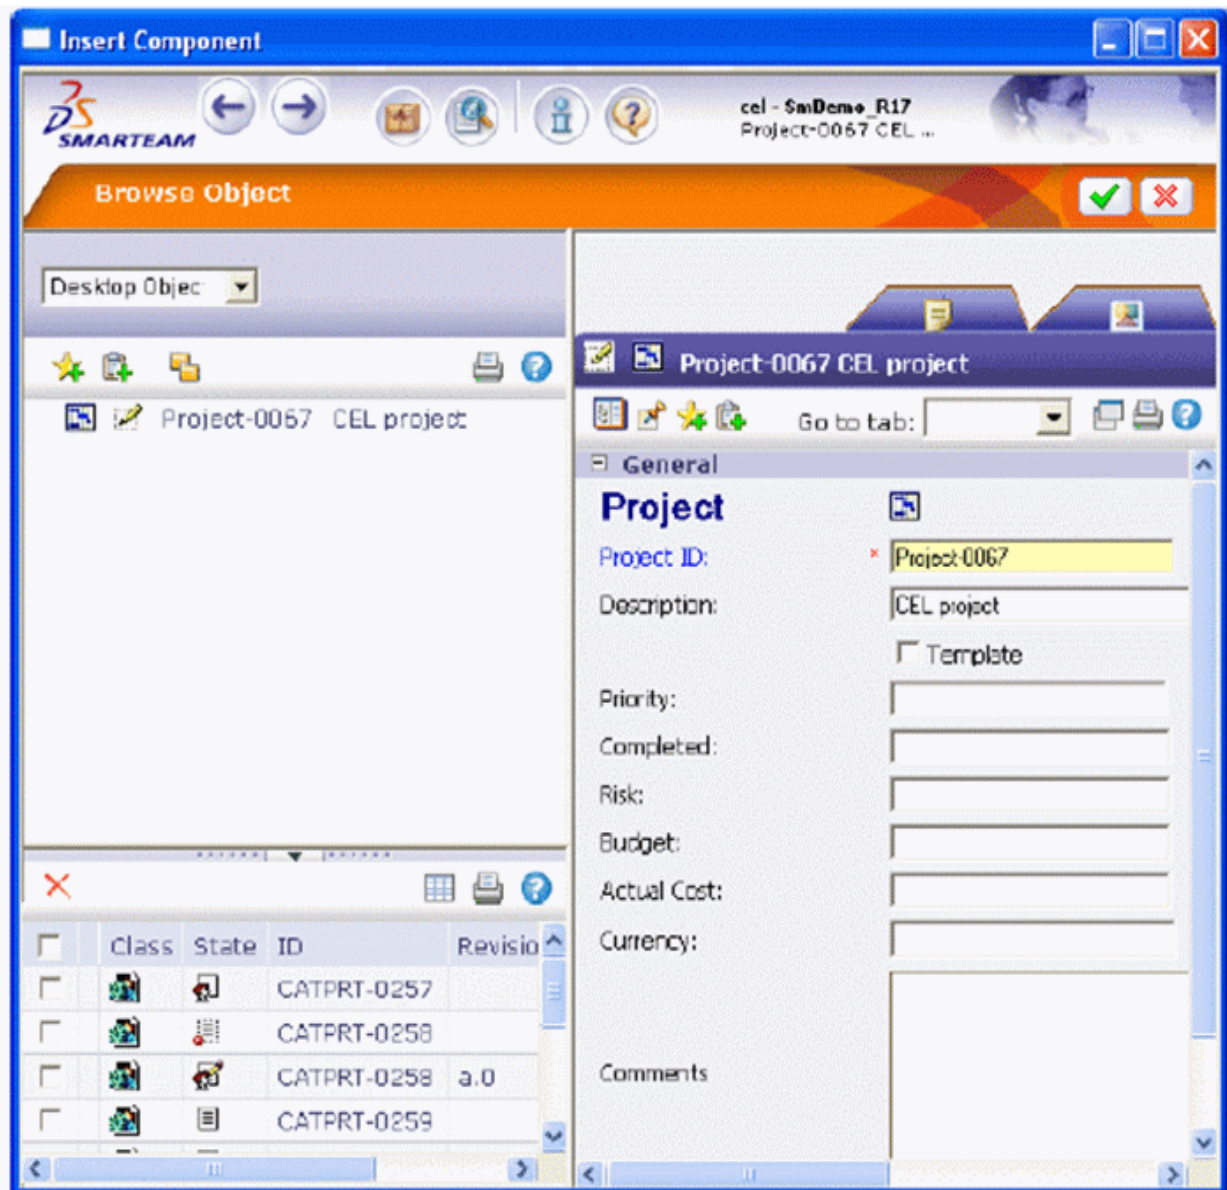 Insert Component
DS
SMARTEAM
cel - SmDemo_R17
Project-0067 CEL ...
Browse Object
Desktop Objec
Project-0067 CEL project
Class State ID Revisio
CATPRT-0257
CATPRT-0258
CATPRT-0258 a.0
CATPRT-0259
Project-0067 CEL project
Go to tab:
General
Project
Project ID: * Project-0067
Description: CEL project
Template
Priority:
Completed:
Risk:
Budget:
Actual Cost:
Currency:
Comments